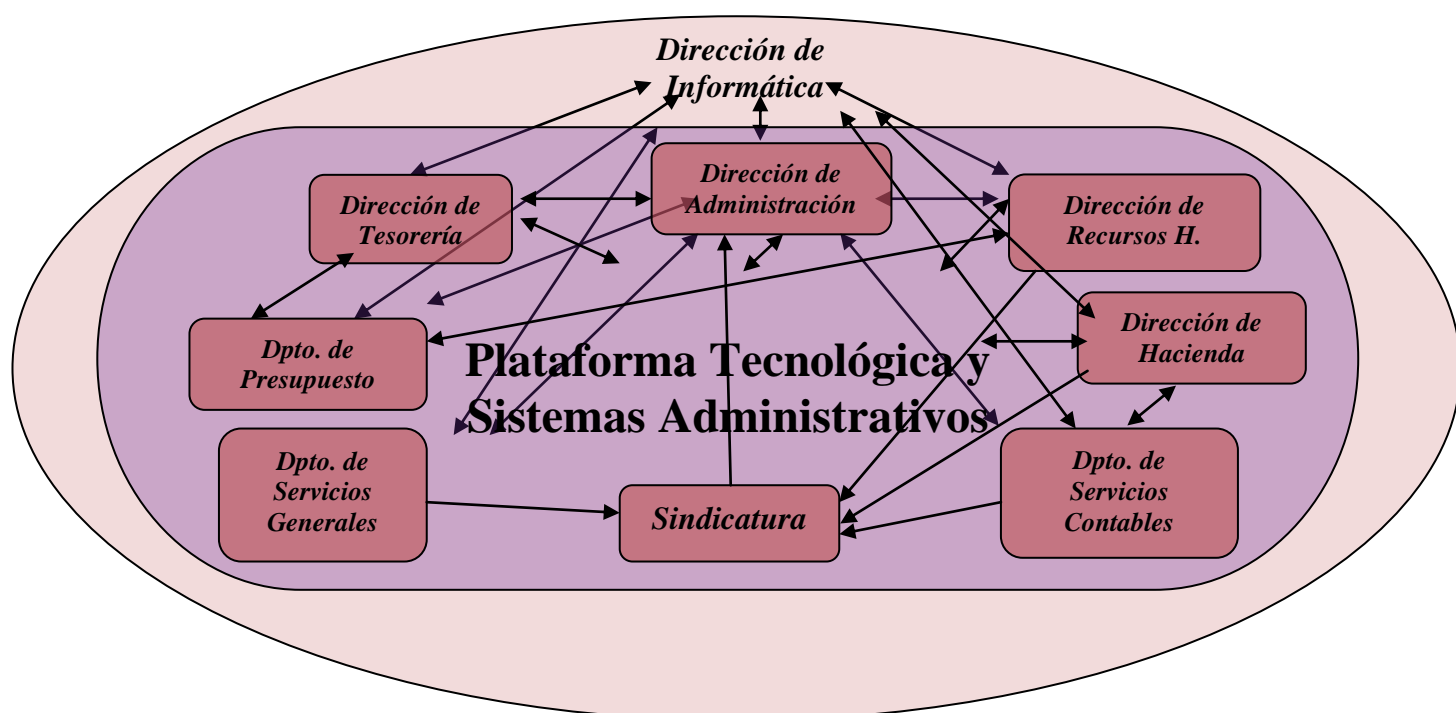 Dirección de
Informática
Dirección de
Administración
Dirección de
Tesorería
Dirección de
Recursos H.
Dpto. de
Presupuesto
Dirección de
Hacienda
Plataforma Tecnológica y
Sistemas Administrativos
Dpto. de
Servicios
Generales
Sindicatura
Dpto. de
Servicios
Contables